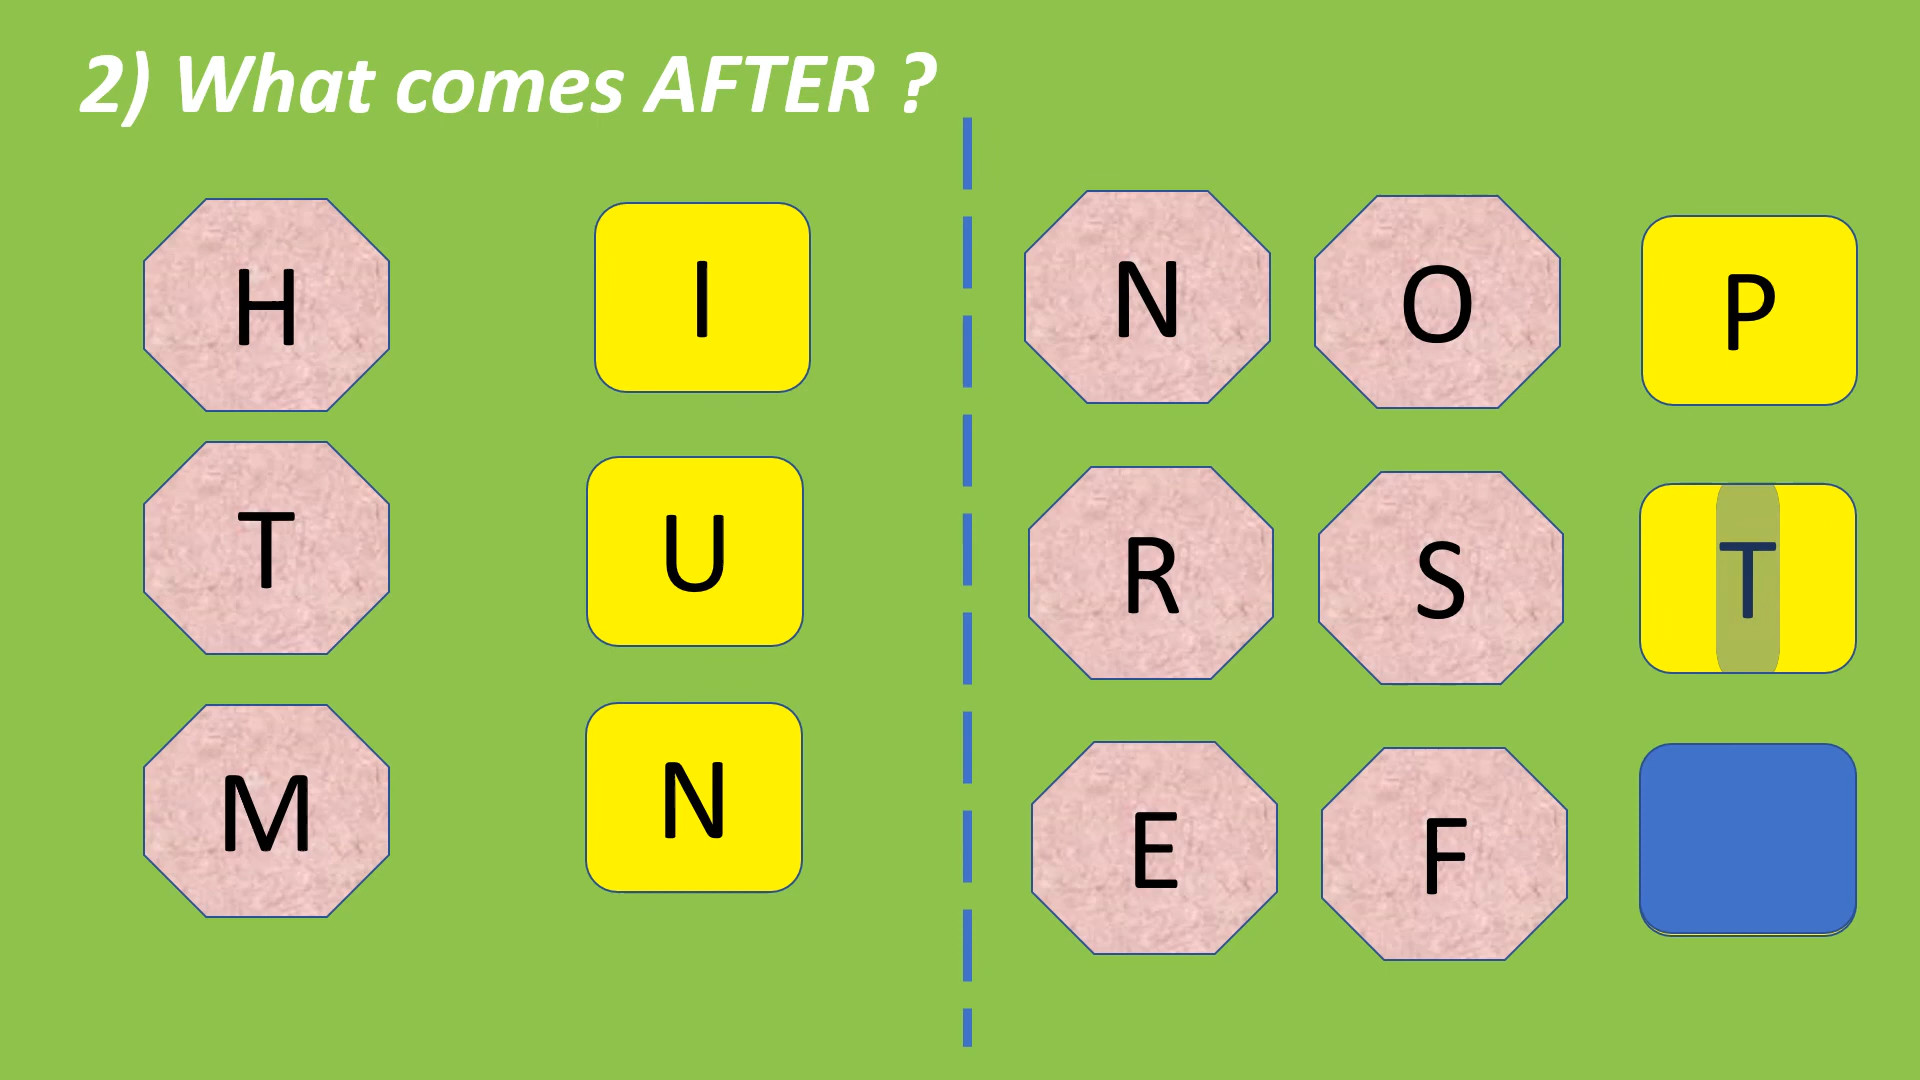 2) What comes AFTER ?
H I
T U
M N
N O P
R S T
E F